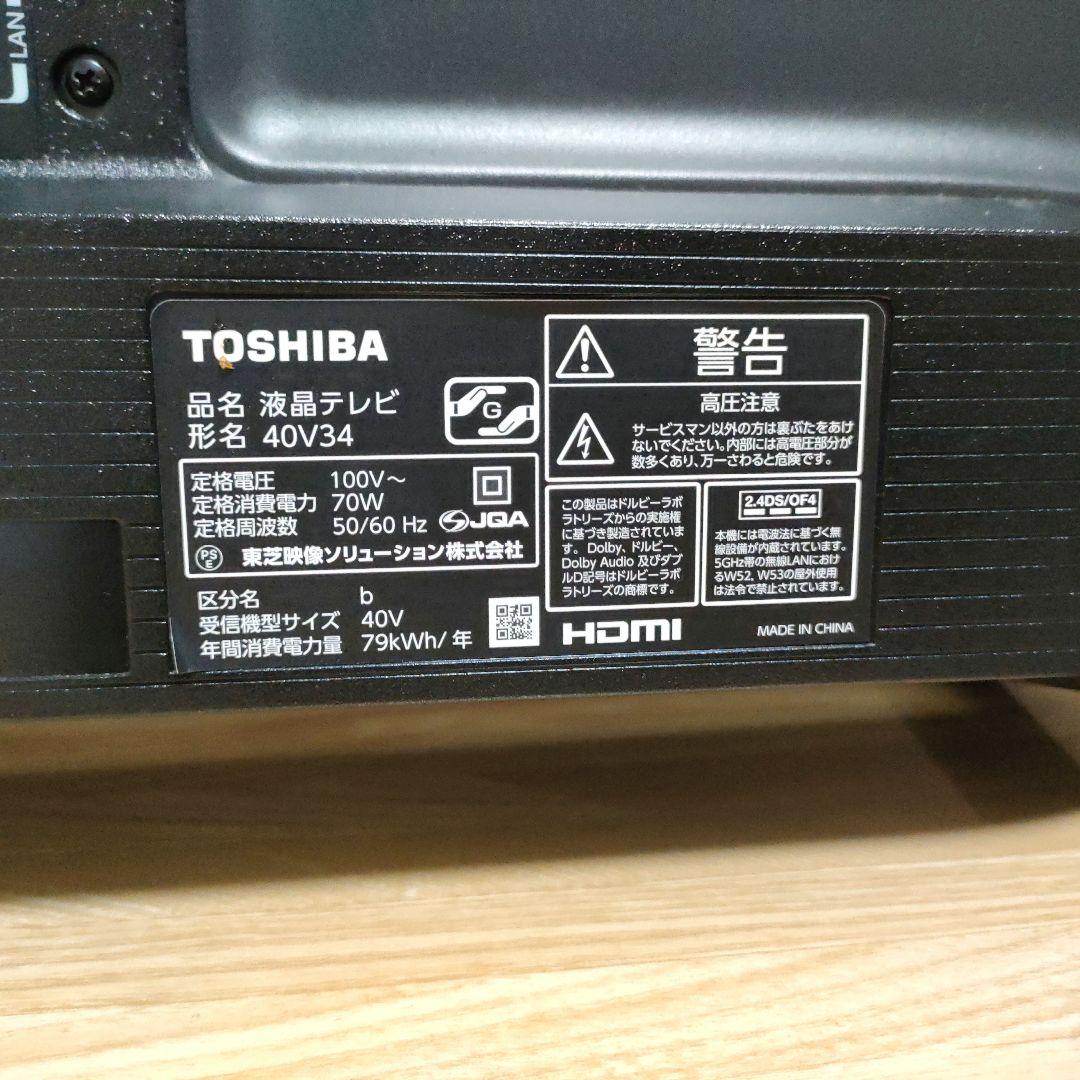 LAN
TOSHIBA
品名 液晶テレビ
形名 40V34
G
定格電圧 100V～
定格消費電力 70W
定格周波数 50/60 Hz
JQA
PS
E
東芝映像ソリューション株式会社
区分名 b
受信機型サイズ 40V
年間消費電力量 79kWh/年
警告
高圧注意
サービスマン以外の方は裏ぶたをあけ
ないでください。内部には高電圧部分が
数多くあり、万一さわると危険です。
この製品はドルビーラボ
ラトリーズからの実施権
に基づき製造されていま
す。Dolby、ドルビー、
Dolby Audio 及びダブ
ルD記号はドルビーラボ
ラトリーズの商標です。
2.4DS/OF4
本機には電波法に基づく無
線設備が内蔵されています。
5GHz帯の無線LANにおけ
るW52、W53の屋外使用
は法令で禁止されています。
HDMI
MADE IN CHINA